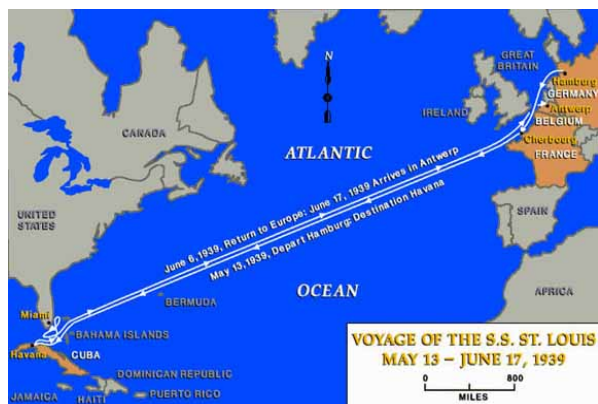 GREAT
BRITAIN
Hamburg
GERMANY
IRELAND
Antwerp
BELGIUM
Cherbourg
FRANCE
N
CANADA
ATLANTIC
UNITED
STATES
SPAIN
June 6, 1939, Return to Europe: June 17, 1939 Arrives in Antwerp
May 13, 1939, Depart Hamburg: Destination Havana
BERMUDA
OCEAN
AFRICA
Miami
BAHAMA ISLANDS
Havana
CUBA
DOMINICAN REPUBLIC
JAMAICA
HAITI
PUERTO RICO
VOYAGE OF THE S.S. ST. LOUIS
MAY 13 – JUNE 17, 1939
0 800
MILES